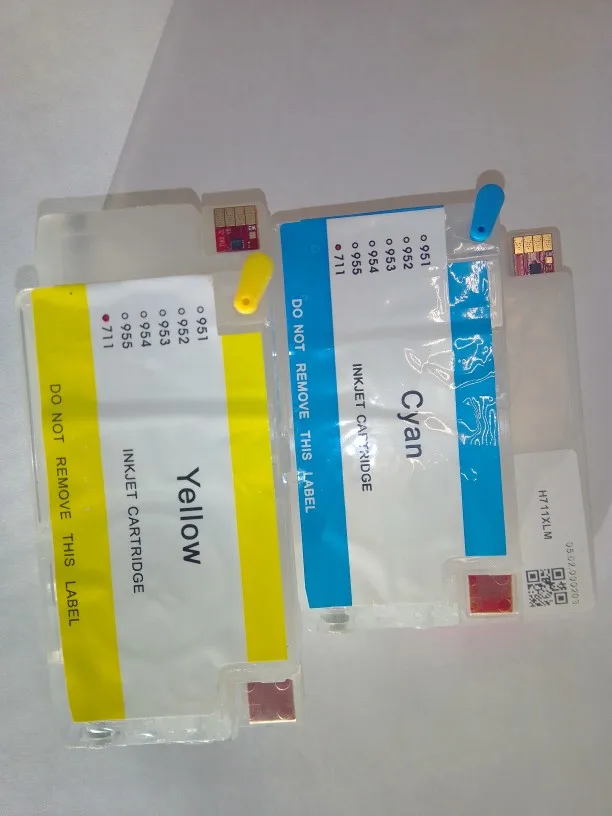 Yellow
INKJET CARTRIDGE
951
952
953
954
955
711
DO NOT REMOVE THIS LABEL
Cyan
INKJET CARTRIDGE
951
952
953
954
955
711
DO NOT REMOVE THIS LABEL
H711XLM